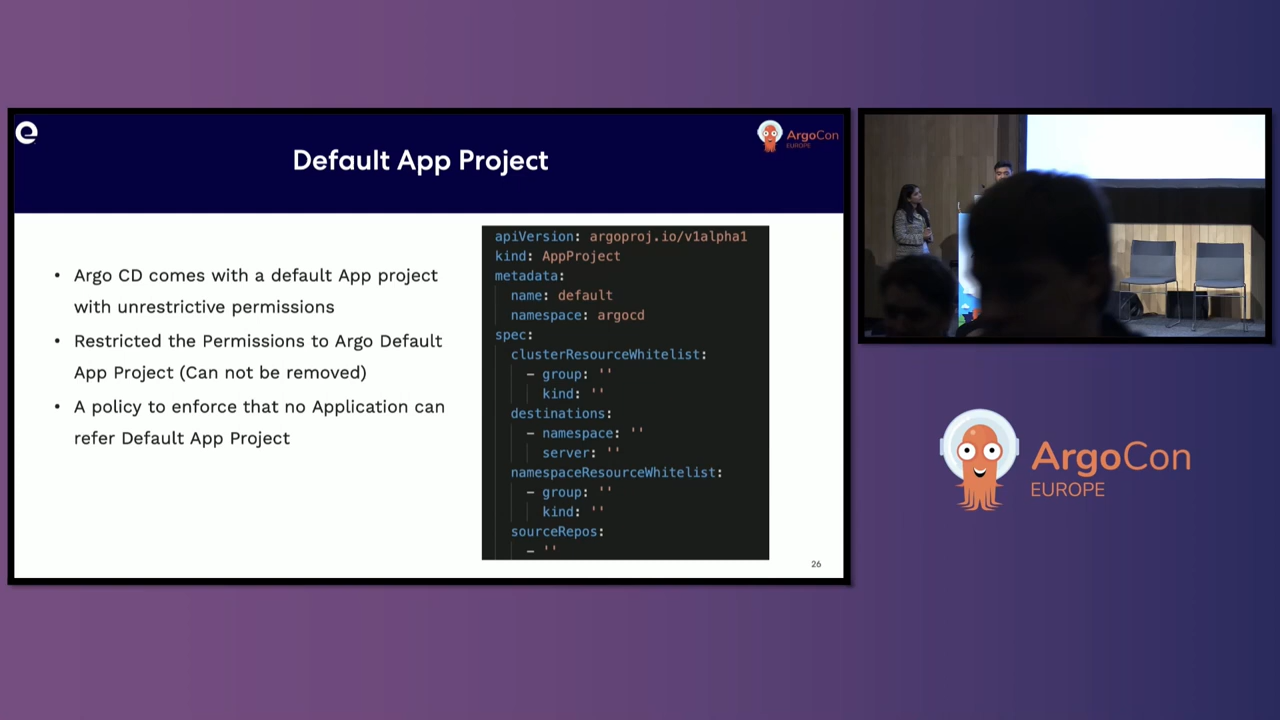 e
ArgoCon
EUROPE
Default App Project
• Argo CD comes with a default App project
with unrestrictive permissions
• Restricted the Permissions to Argo Default
App Project (Can not be removed)
• A policy to enforce that no Application can
refer Default App Project
apiVersion: argoproj.io/v1alpha1
kind: AppProject
metadata:
name: default
namespace: argocd
spec:
clusterResourceWhitelist:
- group: ''
kind: ''
destinations:
- namespace: ''
server: ''
namespaceResourceWhitelist:
- group: ''
kind: ''
sourceRepos:
- ''
26
ArgoCon
EUROPE